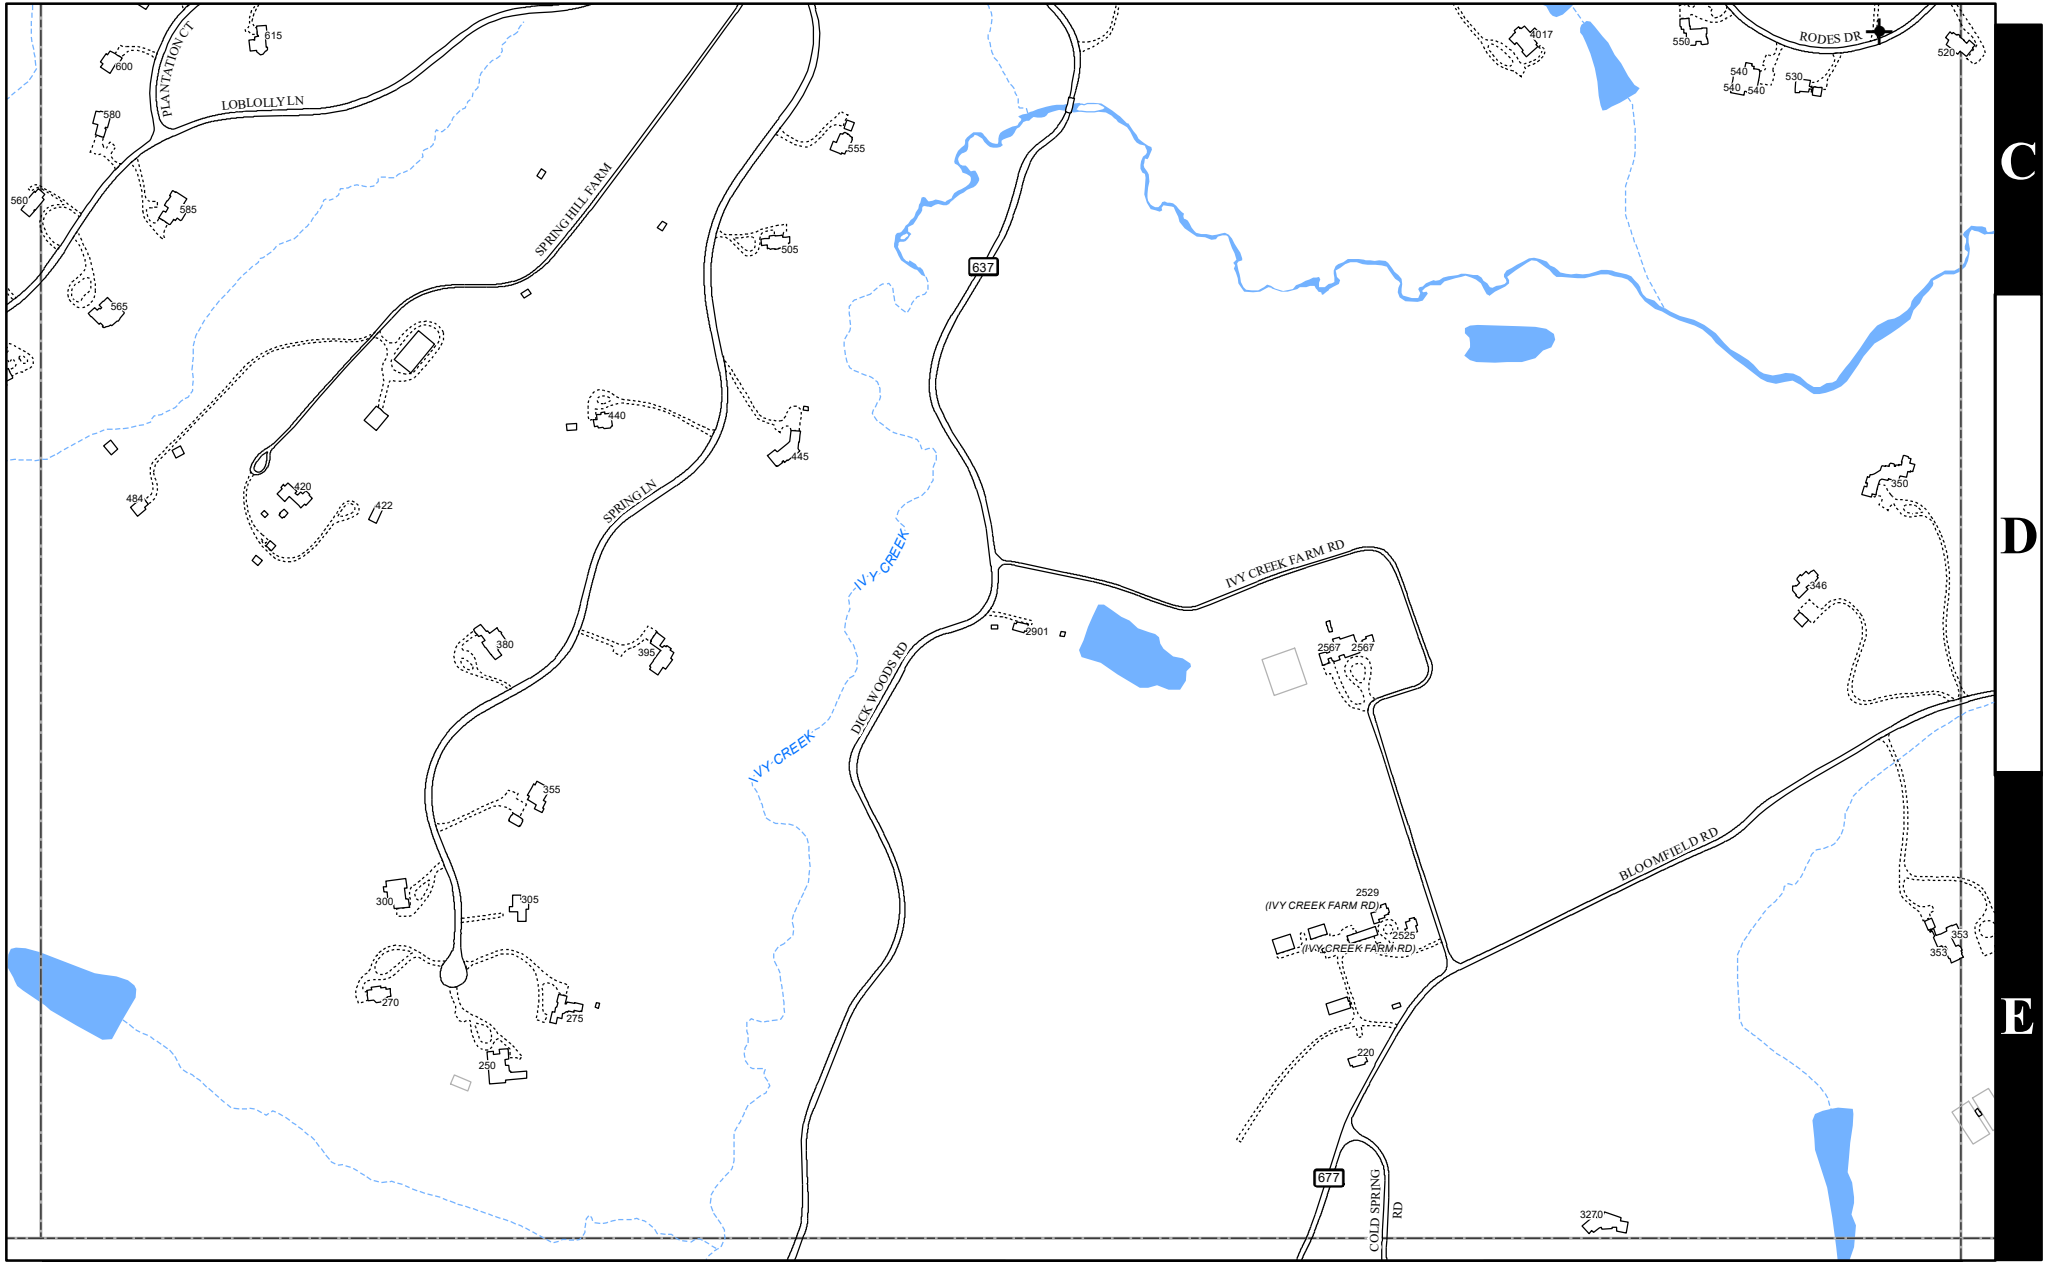 PLANTATION CT
615
600
LOBLOLLY LN
580
560
585
565
SPRING HILL FARM
555
505
637
4017
550
RODES DR
520
540
530
540
540
C
440
445
484
420
422
SPRING LN
IVY CREEK
IVY CREEK FARM RD
350
D
346
380
395
2901
2567
2567
DICK WOODS RD
IVY CREEK
355
BLOOMFIELD RD
300
305
2529
(IVY CREEK FARM RD)
2525
(IVY CREEK FARM RD)
353
353
270
275
250
220
E
677
COLD SPRING
RD
3270